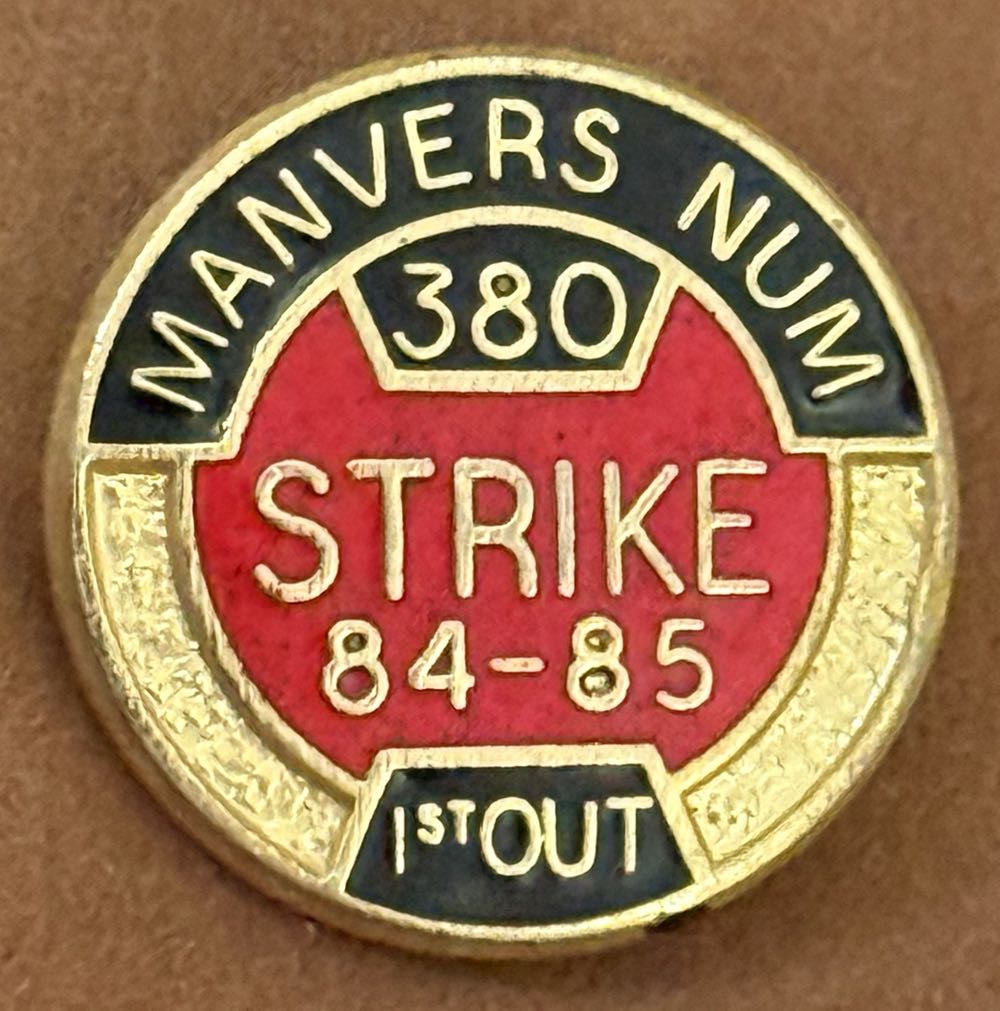 MANVERS NUM
380
STRIKE
84-85
1ST OUT